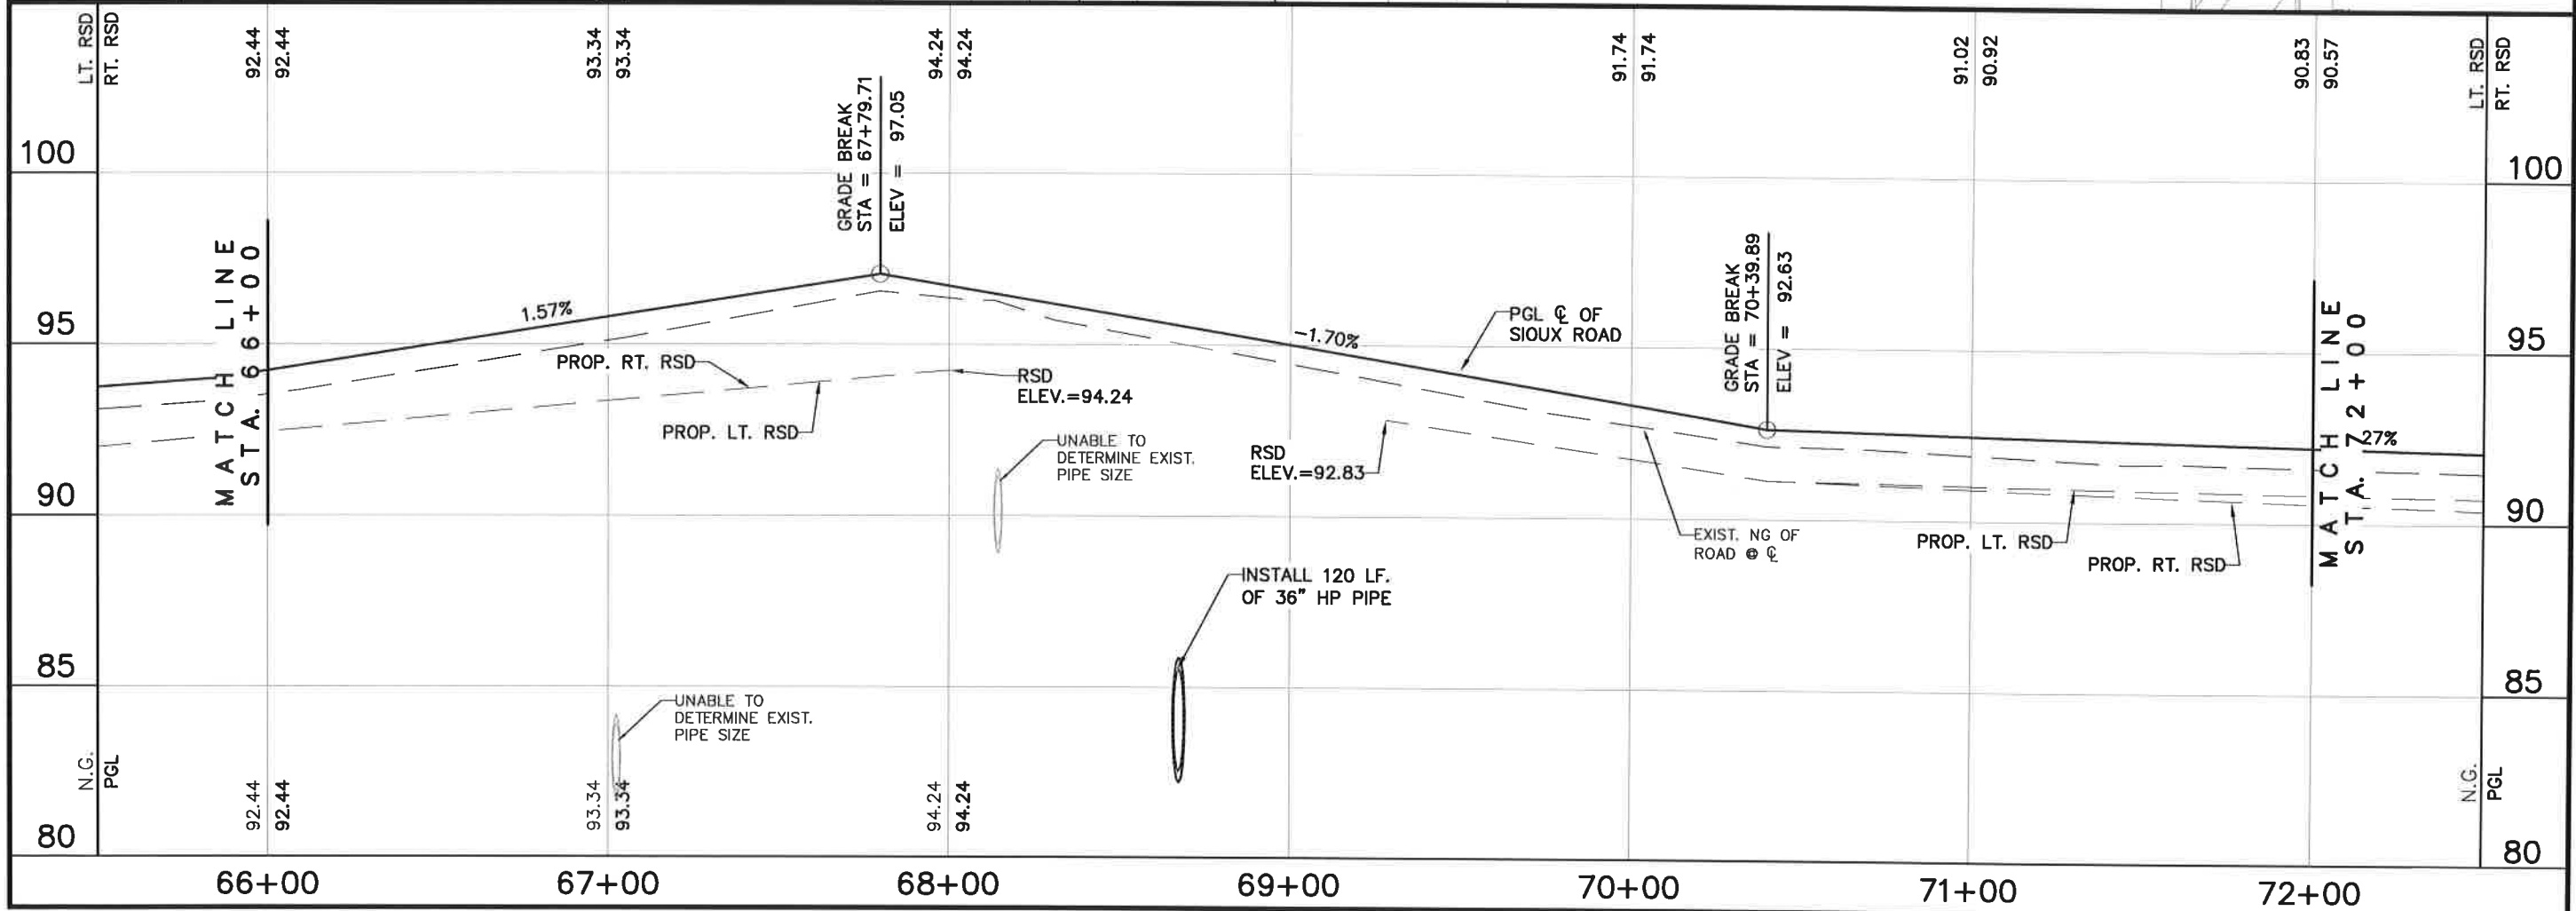 LT. RSD
RT. RSD
92.44
92.44
93.34
93.34
94.24
94.24
91.74
91.74
91.02
90.92
90.83
90.57
LT. RSD
RT. RSD
GRADE BREAK
STA = 67+79.71
ELEV = 97.05
GRADE BREAK
STA = 70+39.89
ELEV = 92.63
100
95
90
85
80
100
95
90
85
80
MATCH LINE
STA. 66+00
1.57%
PROP. RT. RSD
PROP. LT. RSD
RSD
ELEV.=94.24
UNABLE TO
DETERMINE EXIST.
PIPE SIZE
-1.70%
PGL ℄ OF
SIOUX ROAD
RSD
ELEV.=92.83
EXIST. NG OF
ROAD @ ℄
INSTALL 120 LF.
OF 36" HP PIPE
UNABLE TO
DETERMINE EXIST.
PIPE SIZE
PROP. LT. RSD
PROP. RT. RSD
MATCH LINE
STA. 72+00
27%
N.G.
PGL
92.44
92.44
93.34
93.34
94.24
94.24
N.G.
PGL
66+00
67+00
68+00
69+00
70+00
71+00
72+00